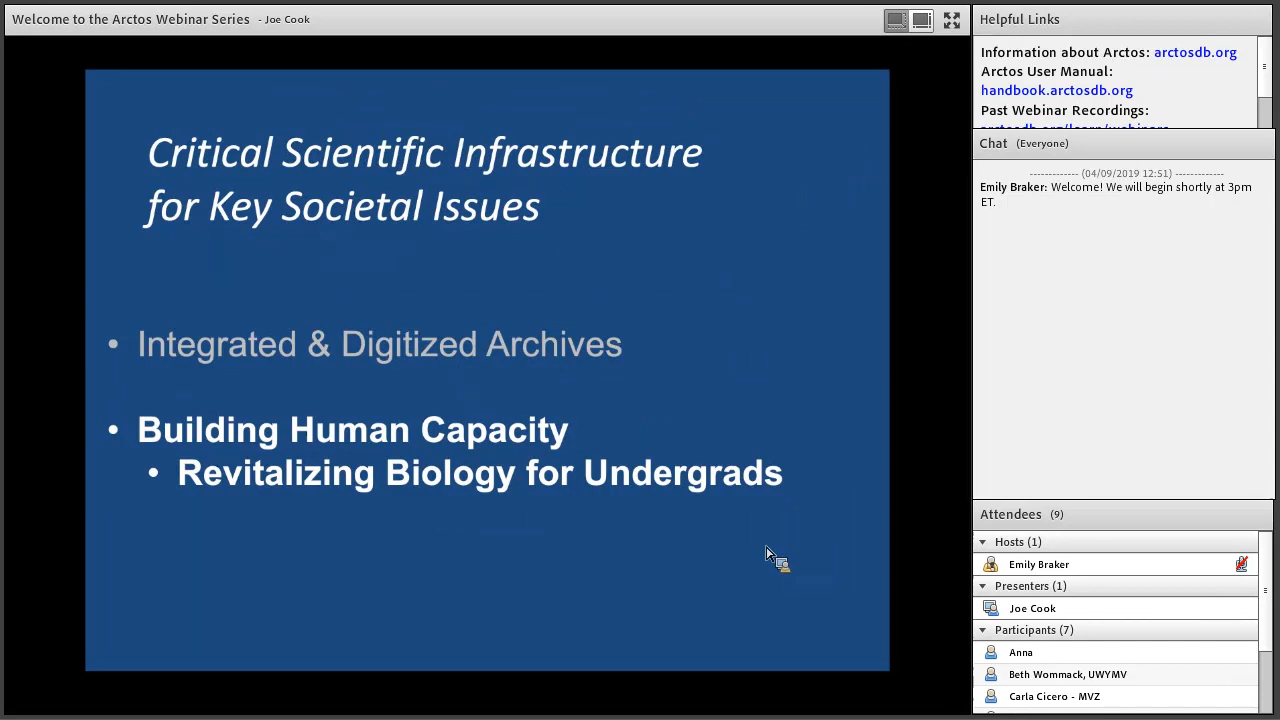 Welcome to the Arctos Webinar Series - Joe Cook
Critical Scientific Infrastructure
for Key Societal Issues
• Integrated & Digitized Archives
• Building Human Capacity
• Revitalizing Biology for Undergrads
Helpful Links
Information about Arctos: arctosdb.org
Arctos User Manual:
handbook.arctosdb.org
Past Webinar Recordings:
arctosdb.org/learn/webinars
Chat (Everyone)
------------- (04/09/2019 12:51) -------------
Emily Braker: Welcome! We will begin shortly at 3pm
ET.
Attendees (9)
Hosts (1)
Emily Braker
Presenters (1)
Joe Cook
Participants (7)
Anna
Beth Wommack, UWYMV
Carla Cicero - MVZ